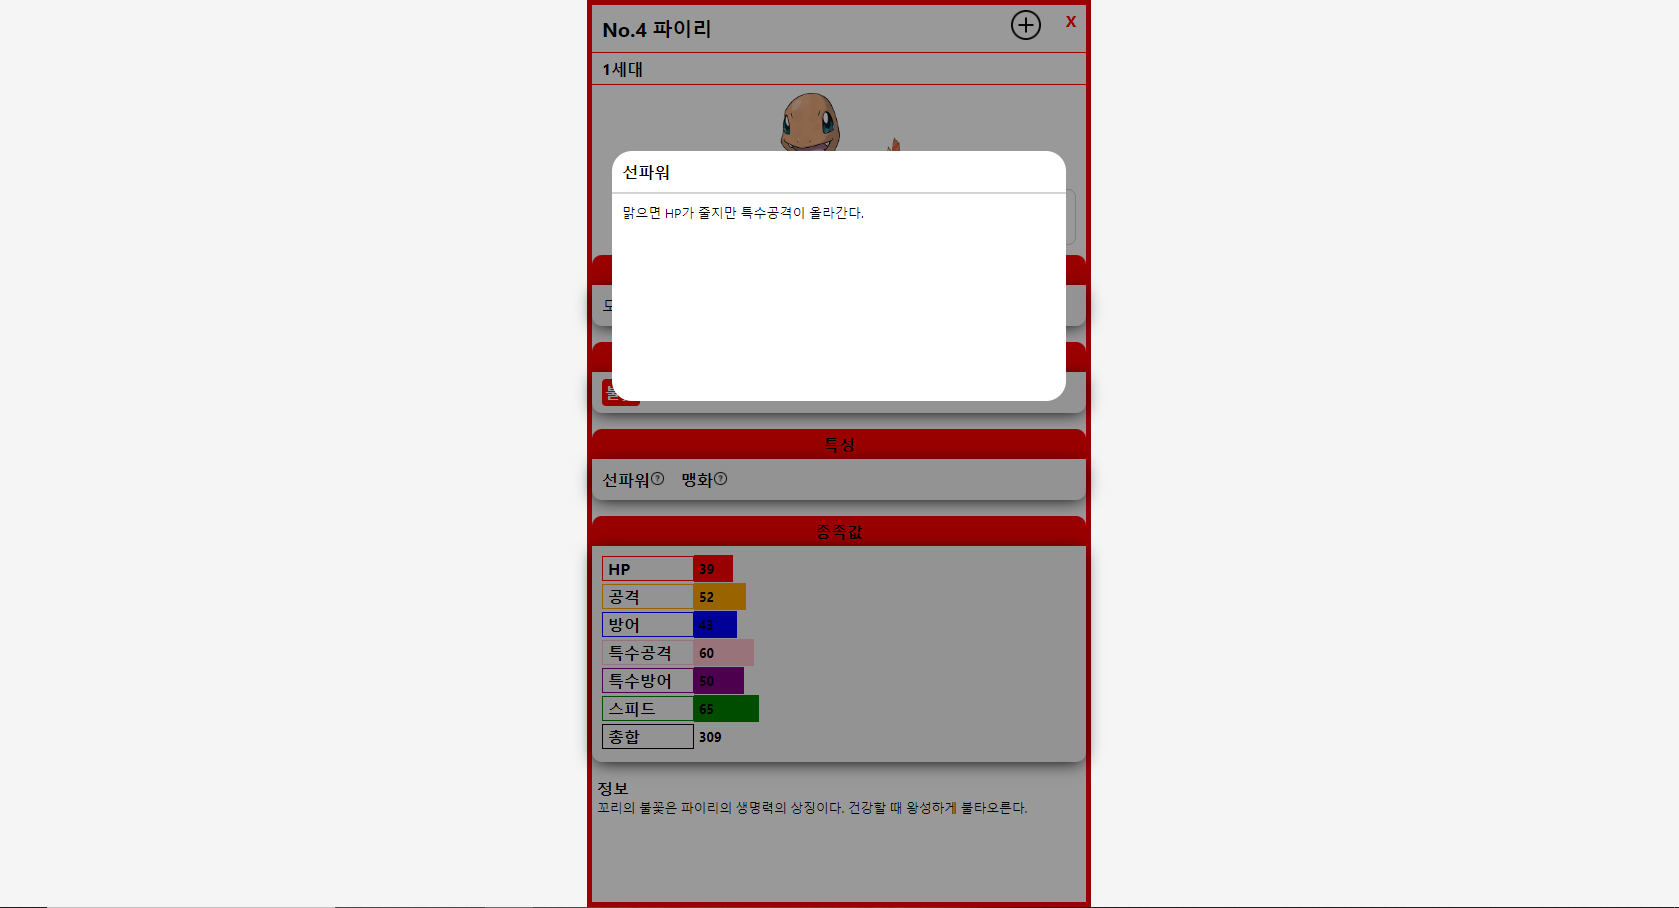 No.4 파이리
X
1세대
선파워
맑으면 HP가 줄지만 특수공격이 올라간다.
특성
선파워? 맹화?
종족값
HP 39
공격 52
방어 43
특수공격 60
특수방어 50
스피드 65
총합 309
정보
꼬리의 불꽃은 파이리의 생명력의 상징이다. 건강할 때 왕성하게 불타오른다.